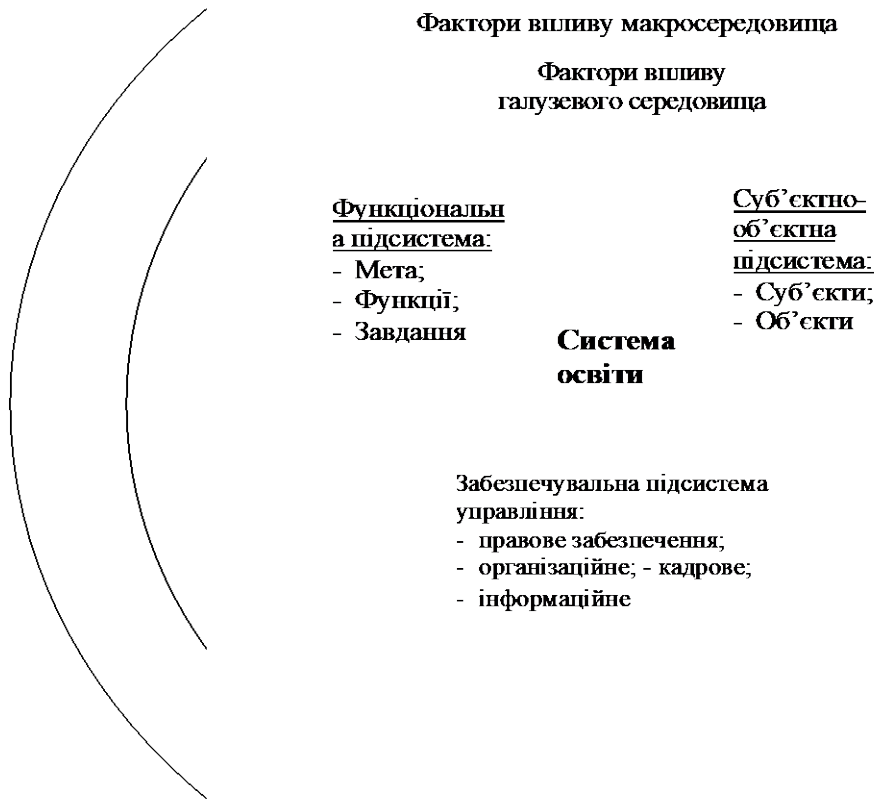 Фактори впливу макросередовища
Фактори впливу
галузевого середовища
Функціональн
а підсистема:
- Мета;
- Функції;
- Завдання
Суб’єктно-
об’єктна
підсистема:
- Суб’єкти;
- Об’єкти
Система
освіти
Забезпечувальна підсистема
управління:
- правове забезпечення;
- організаційне; - кадрове;
- інформаційне